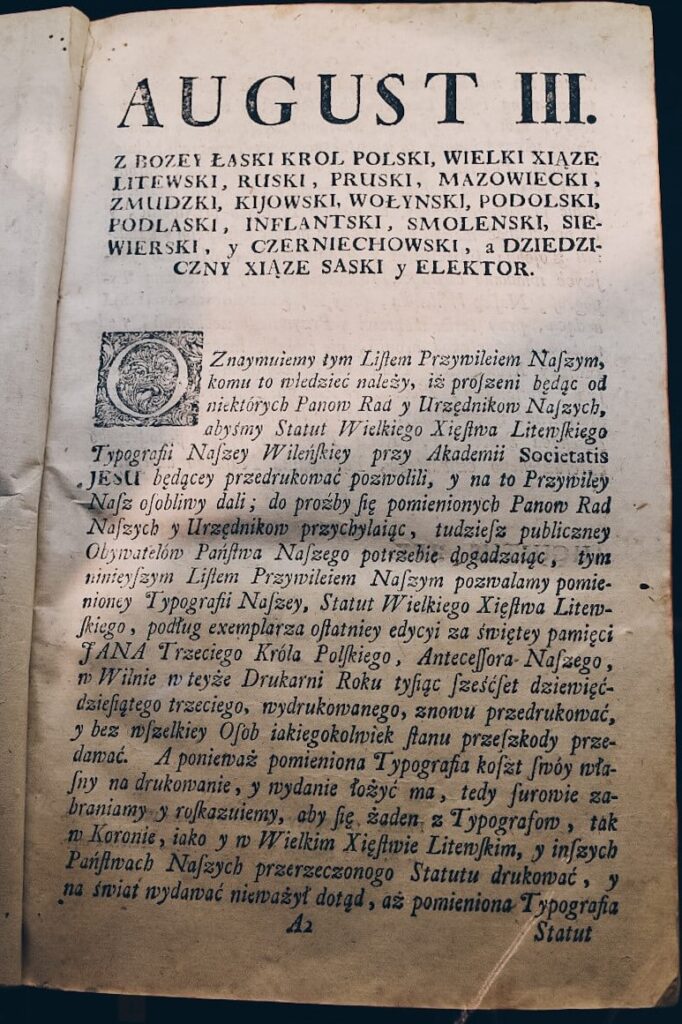 AUGUST III.
Z BOZEY ŁASKI KROL POLSKI, WIELKI XIĄZE
LITEWSKI, RUSKI, PRUSKI, MAZOWIECKI,
ZMUDZKI, KIJOWSKI, WOŁYNSKI, PODOLSKI,
PODLASKI, INFLANTSKI, SMOLENSKI, SIE-
WIERSKI, y CZERNIECHOWSKI, a DZIEDZI-
CZNY XIĄZE SASKI y ELEKTOR.
OZnaymuiemy tym Liſtem Przywileiem Naſzym,
komu to wiedzieć należy, iż proſzeni będąc od
niektórych Panow Rad y Urzędnikow Naſzych,
abyśmy Statut Wielkiego Xięſtwa Litewſkiego
Typografii Naſzey Wileńſkiey przy Akademii Societatis
JESU będącey przedrukować pozwolili, y na to Przywiley
Naſz oſobliwy dali; do proźby ſię pomienionych Panow Rad
Naſzych y Urzędnikow przychylaiąc, tudzieſz publiczney
Obywatelów Pańſtwa Naſzego potrzebie dogadzaiąc, tym
ninieyſzym Liſtem Przywileiem Naſzym pozwalamy pomie-
nioney Typografii Naſzey, Statut Wielkiego Xięſtwa Litew-
ſkiego, podług exemplarza oſtatniey edycyi za świętey pamięci
JANA Trzeciego Króla Polſkiego, Anteceſſora Naſzego,
w Wilnie w teyże Drukarni Roku tyſiąc ſześćſet dziewięć-
dzieſiątego trzeciego, wydrukowanego, znowu przedrukować,
y bez wſzelkiey Oſob iakiegokolwiek ſtanu przeſzkody prze-
dawać. A ponieważ pomieniona Typografia koſzt ſwóy wła-
ſny na drukowanie, y wydanie łożyć ma, tedy ſurowie za-
braniamy y roſkazuiemy, aby ſię żaden z Typografow, tak
w Koronie, iako y w Wielkim Xięſtwie Litewſkim, y inſzych
Pańſtwach Naſzych przerzeczonego Statutu drukować, y
na świat wydawać nieważył dotąd, aż pomieniona Typografia
A2
Statut